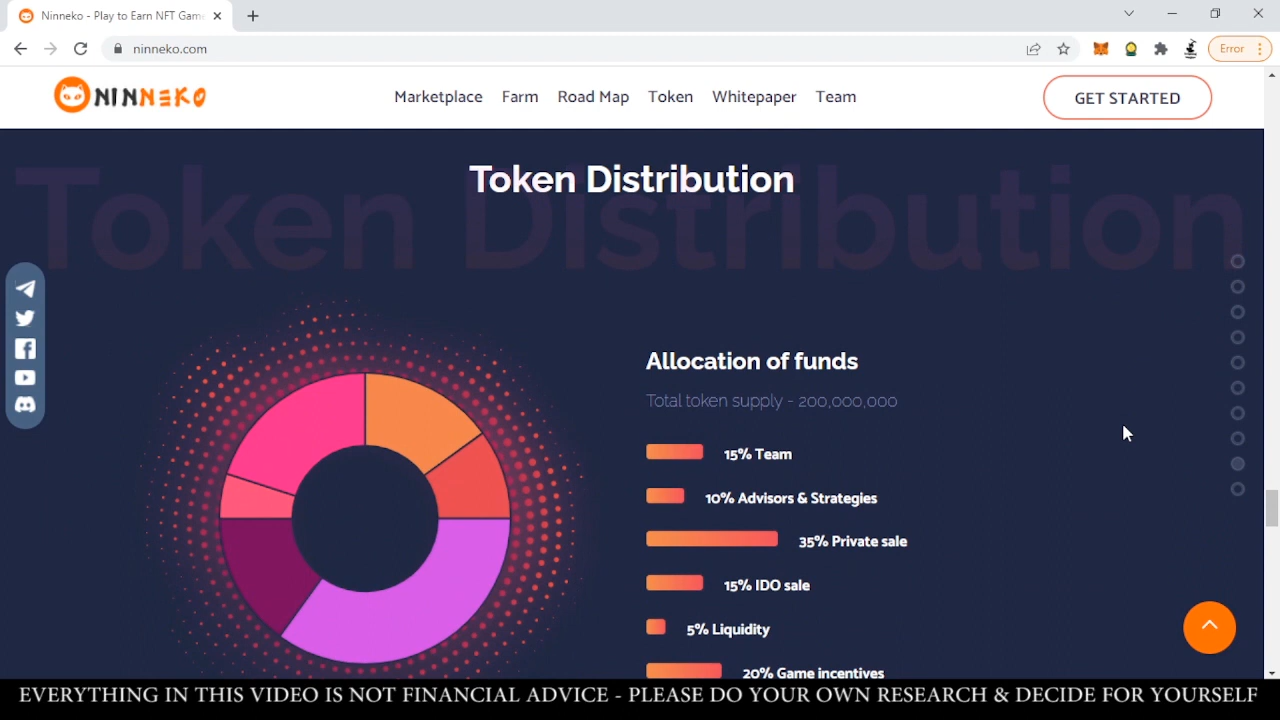 Ninneko - Play to Earn NFT Gam
ninneko.com
Error
NINNEKO
Marketplace
Farm
Road Map
Token
Whitepaper
Team
GET STARTED
Token Distribution
Token Distribution
Allocation of funds
Total token supply - 200,000,000
15% Team
10% Advisors & Strategies
35% Private sale
15% IDO sale
5% Liquidity
20% Game incentives
EVERYTHING IN THIS VIDEO IS NOT FINANCIAL ADVICE - PLEASE DO YOUR OWN RESEARCH & DECIDE FOR YOURSELF